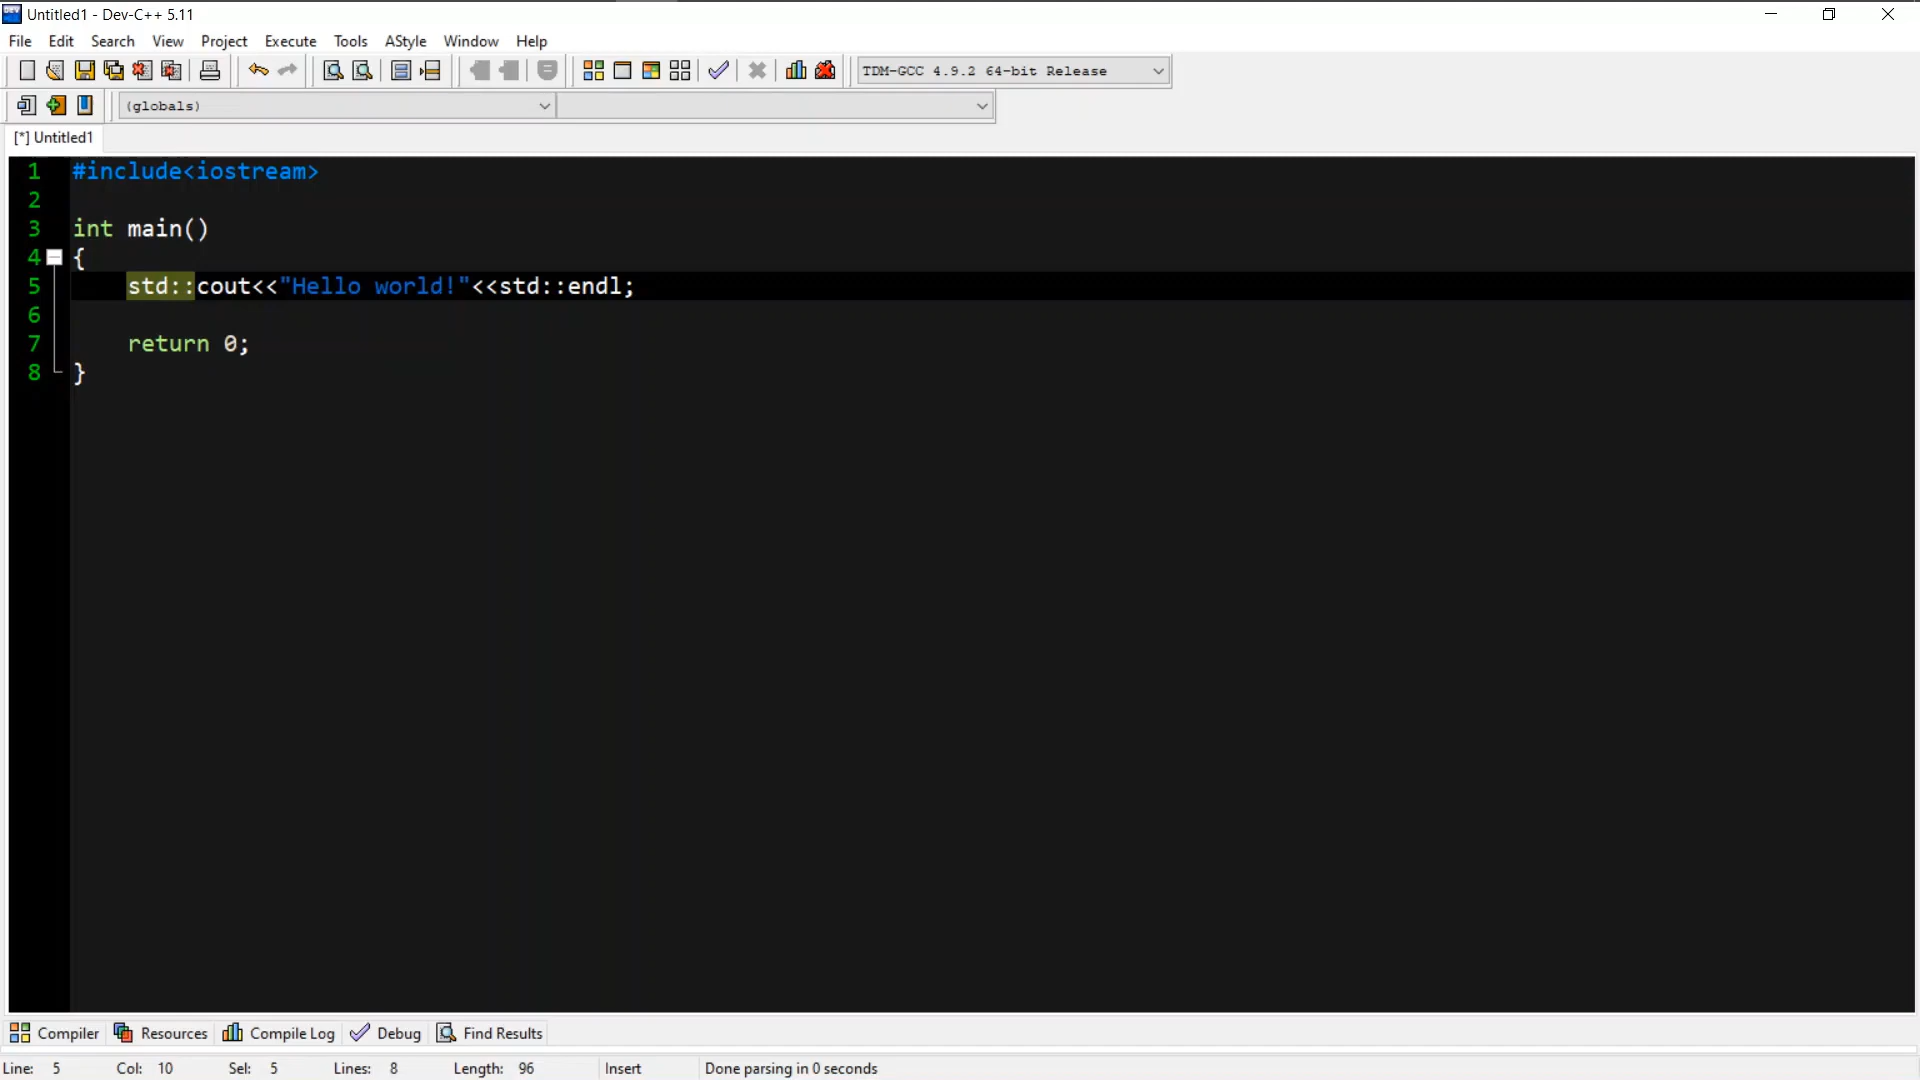 Untitled1 - Dev-C++ 5.11
File Edit Search View Project Execute Tools AStyle Window Help
TDM-GCC 4.9.2 64-bit Release
(globals)
[*] Untitled1
1 #include<iostream>
2
3 int main()
4 {
5     std::cout<<"Hello world!"<<std::endl;
6
7     return 0;
8 }
Compiler Resources Compile Log Debug Find Results
Line: 5 Col: 10 Sel: 5 Lines: 8 Length: 96 Insert Done parsing in 0 seconds